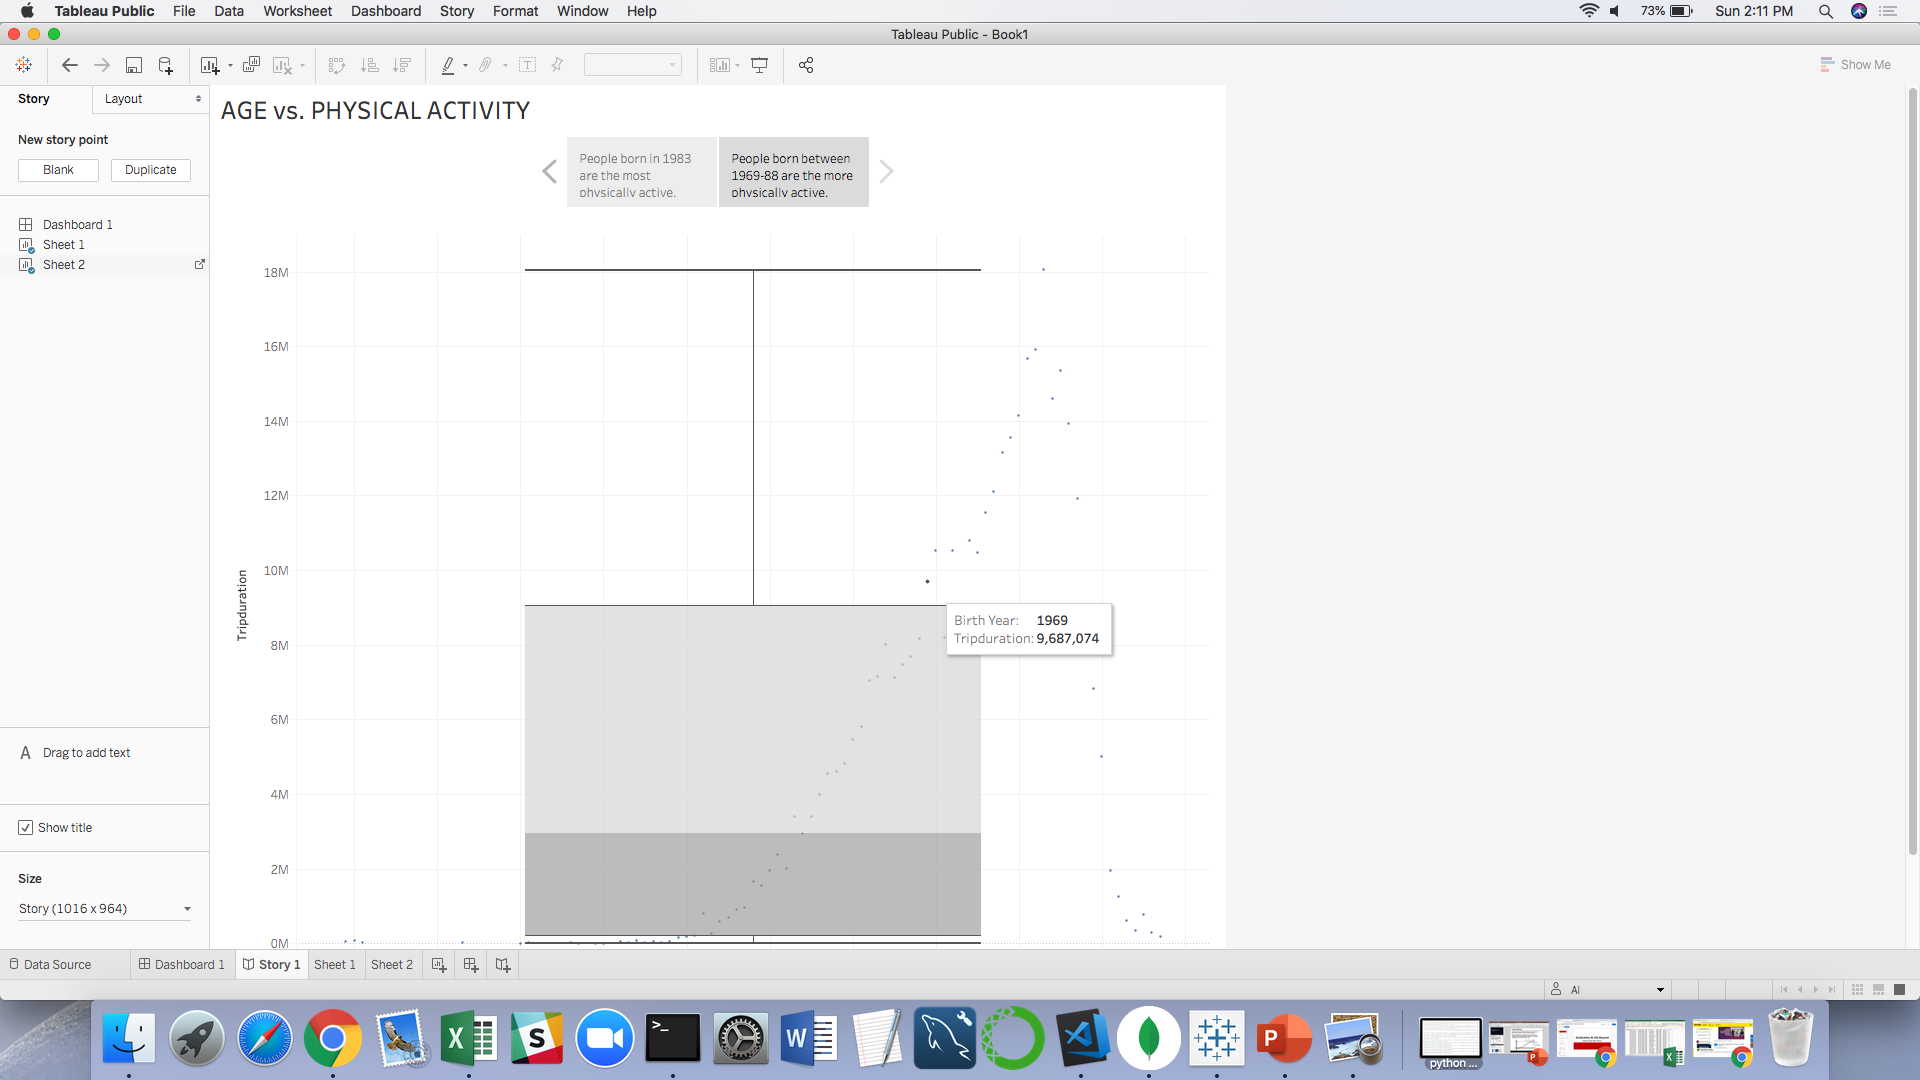 Tableau Public File Data Worksheet Dashboard Story Format Window Help 73% Sun 2:11 PM
Tableau Public - Book1
Show Me
Story Layout
AGE vs. PHYSICAL ACTIVITY
New story point
Blank Duplicate
People born in 1983
are the most
physically active.
People born between
1969-88 are the more
physically active.
Dashboard 1
Sheet 1
Sheet 2
18M
16M
14M
12M
10M
8M
6M
4M
2M
0M
Tripduration
Birth Year: 1969
Tripduration: 9,687,074
A Drag to add text
Show title
Size
Story (1016 x 964)
Data Source Dashboard 1 Story 1 Sheet 1 Sheet 2
AI
X S >_ W P
python ...